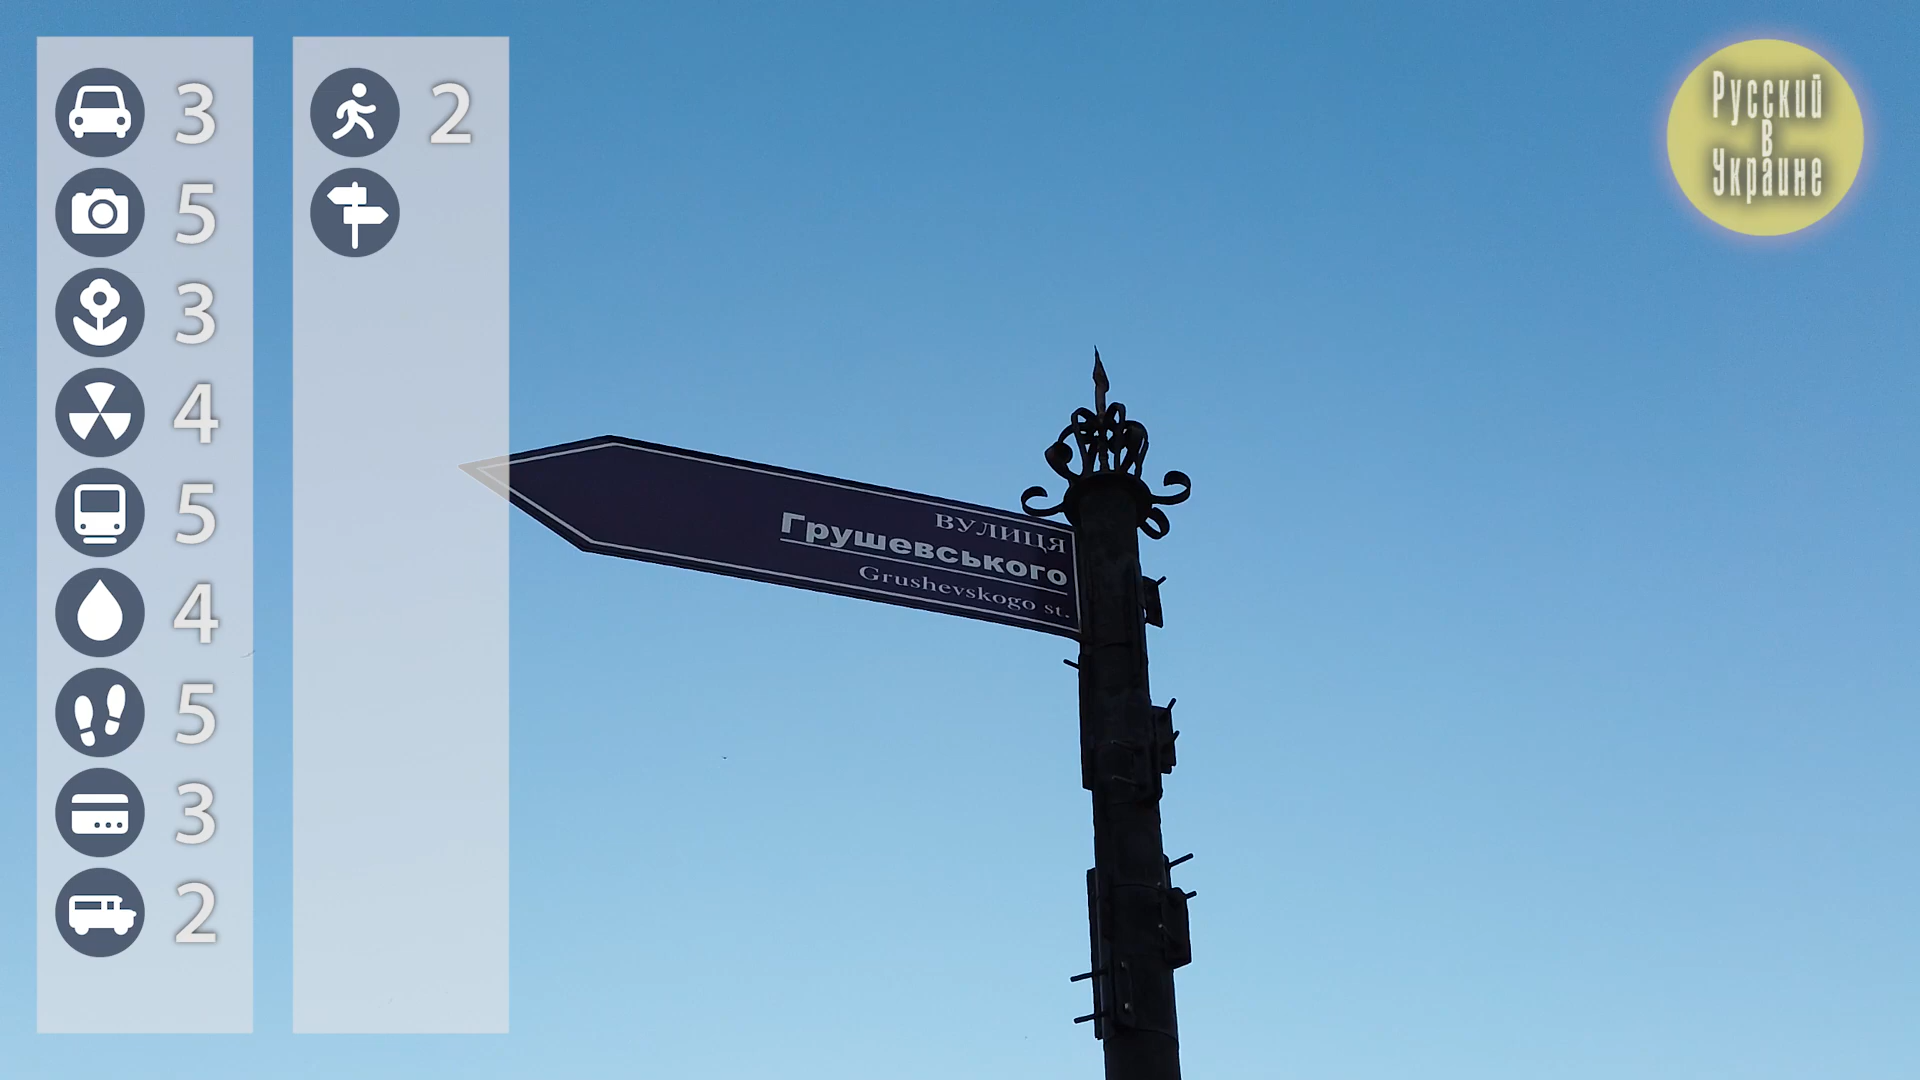 3
5
3
4
5
4
5
3
2
2
Русский
в
Украине
вулиця
Грушевського
Grushevskogo st.